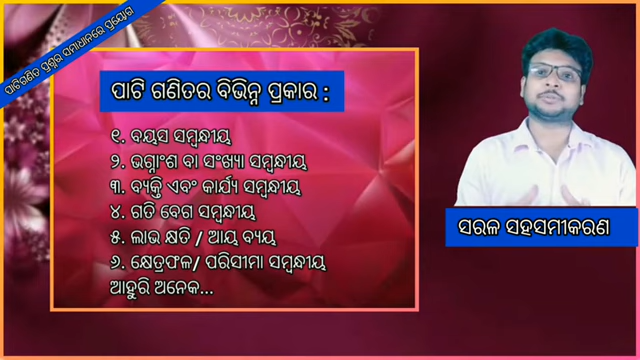 ପାଟିଗଣିତ ପ୍ରଶ୍ନର ସମାଧାନରେ ପ୍ରୟୋଗ
ପାଟି ଗଣିତର ବିଭିନ୍ନ ପ୍ରକାର :
୧. ବୟସ ସମ୍ବନ୍ଧୀୟ
୨. ଭଗ୍ନାଂଶ ବା ସଂଖ୍ୟା ସମ୍ବନ୍ଧୀୟ
୩. ବ୍ୟକ୍ତି ଏବଂ କାର୍ଯ୍ୟ ସମ୍ବନ୍ଧୀୟ
୪. ଗତି ବେଗ ସମ୍ବନ୍ଧୀୟ
୫. ଲାଭ କ୍ଷତି / ଆୟ ବ୍ୟୟ
୬. କ୍ଷେତ୍ରଫଳ/ ପରିସୀମା ସମ୍ବନ୍ଧୀୟ
ଆହୁରି ଅନେକ...
ସରଳ ସହସମୀକରଣ